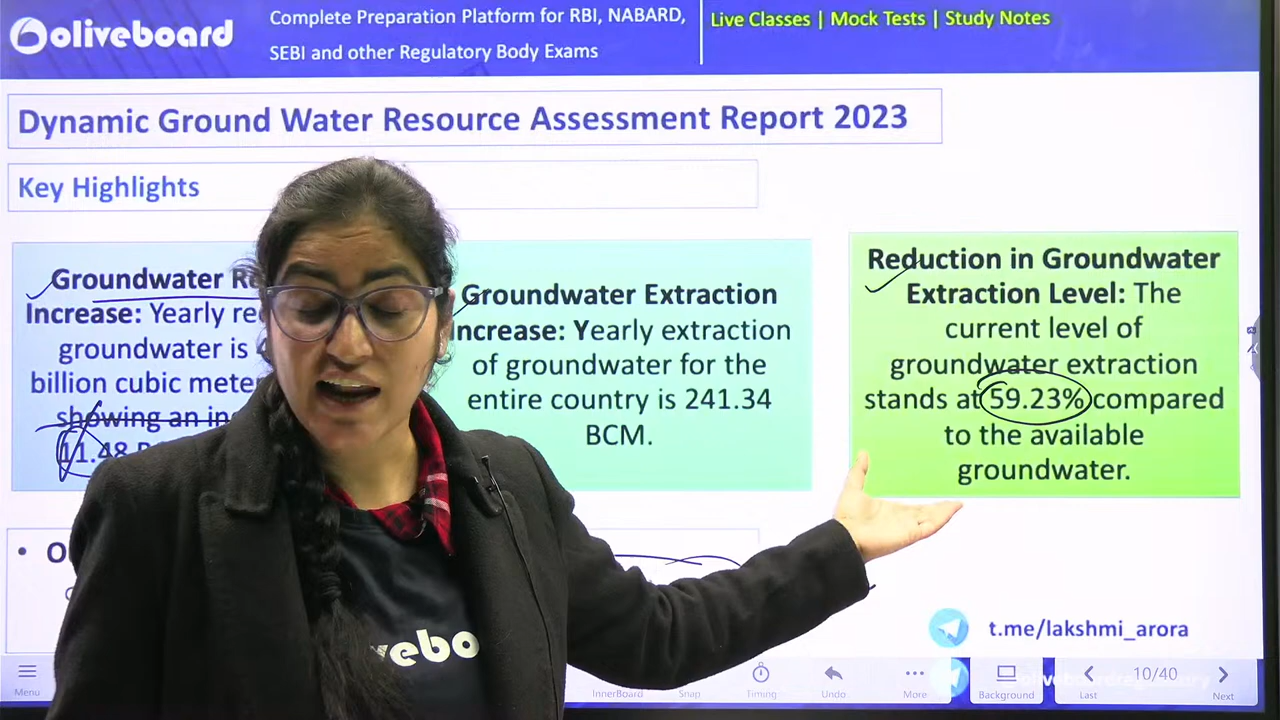 oliveboard
Complete Preparation Platform for RBI, NABARD,
SEBI and other Regulatory Body Exams
Live Classes | Mock Tests | Study Notes
Dynamic Ground Water Resource Assessment Report 2023
Key Highlights
Groundwater
Increase: Yearly
groundwater is
billion cubic
showing an
11.48
Groundwater Extraction
Increase: Yearly extraction
of groundwater for the
entire country is 241.34
BCM.
Reduction in Groundwater
Extraction Level: The
current level of
groundwater extraction
stands at 59.23% compared
to the available
groundwater.
t.me/lakshmi_arora
Menu
InnerBoard
Snap
Timing
Undo
More
Background
Last
10/40
Next